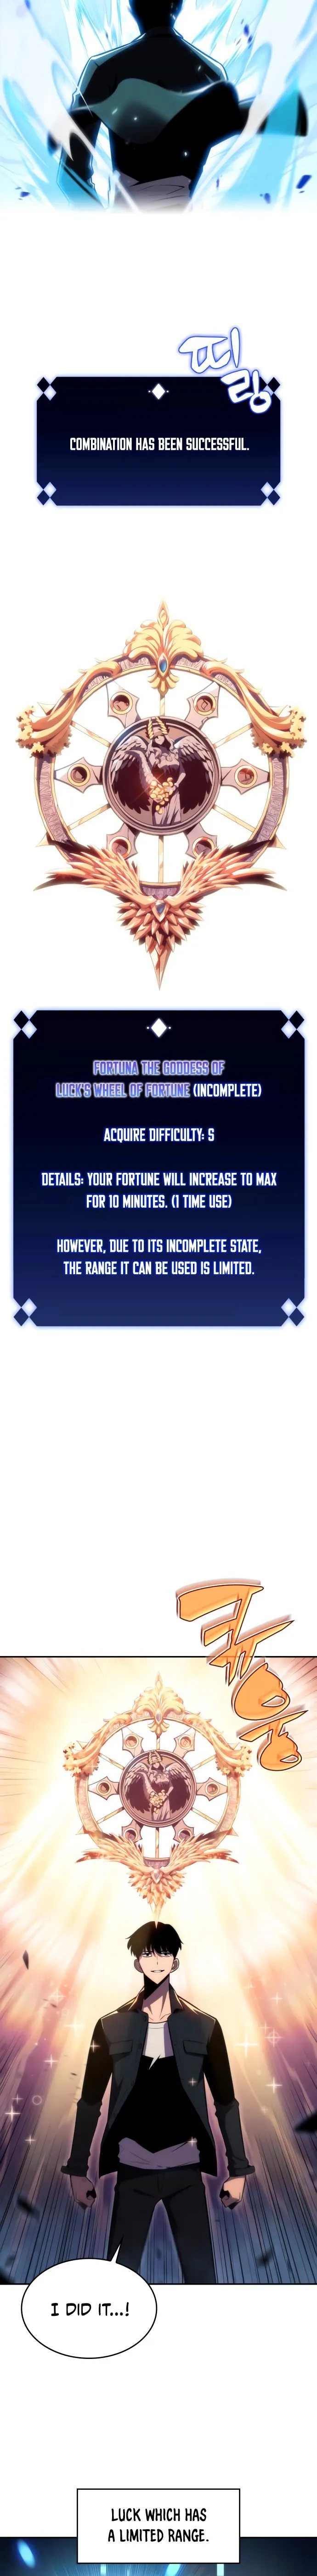 띠
링
COMBINATION HAS BEEN SUCCESSFUL.
FORTUNA THE GODDESS OF
LUCK'S WHEEL OF FORTUNE (INCOMPLETE)
ACQUIRE DIFFICULTY: S
DETAILS: YOUR FORTUNE WILL INCREASE TO MAX
FOR 10 MINUTES. (1 TIME USE)
HOWEVER, DUE TO ITS INCOMPLETE STATE,
THE RANGE IT CAN BE USED IS LIMITED.
쿠
웅
I DID IT...!
LUCK WHICH HAS
A LIMITED RANGE.